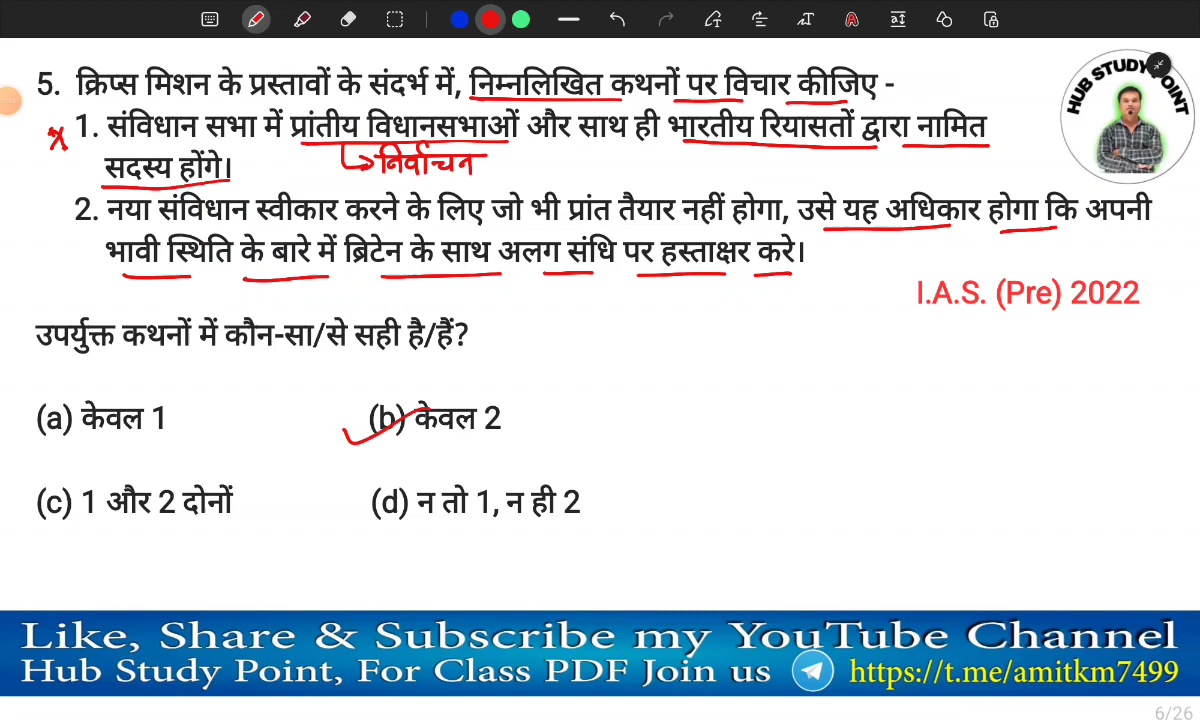 5. क्रिप्स मिशन के प्रस्तावों के संदर्भ में, निम्नलिखित कथनों पर विचार कीजिए -
1. संविधान सभा में प्रांतीय विधानसभाओं और साथ ही भारतीय रियासतों द्वारा नामित
सदस्य होंगे।
निर्वाचन
2. नया संविधान स्वीकार करने के लिए जो भी प्रांत तैयार नहीं होगा, उसे यह अधिकार होगा कि अपनी
भावी स्थिति के बारे में ब्रिटेन के साथ अलग संधि पर हस्ताक्षर करे।
I.A.S. (Pre) 2022
उपर्युक्त कथनों में कौन-सा/से सही है/हैं?
(a) केवल 1 (b) केवल 2
(c) 1 और 2 दोनों (d) न तो 1, न ही 2
HUB STUDY POINT
Like, Share & Subscribe my YouTube Channel
Hub Study Point, For Class PDF Join us https://t.me/amitkm7499
6/26